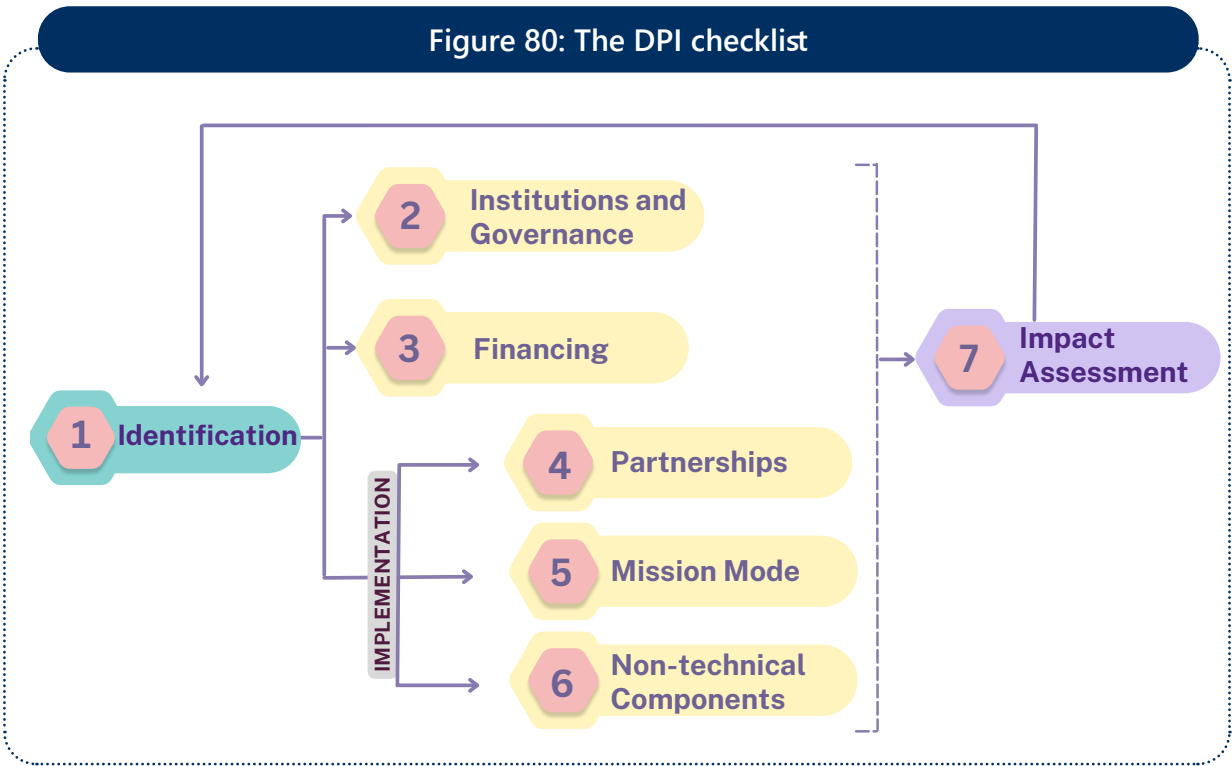 Figure 80: The DPI checklist
1
Identification
2
Institutions and
Governance
3
Financing
IMPLEMENTATION
4
Partnerships
5
Mission Mode
6
Non-technical
Components
7
Impact
Assessment